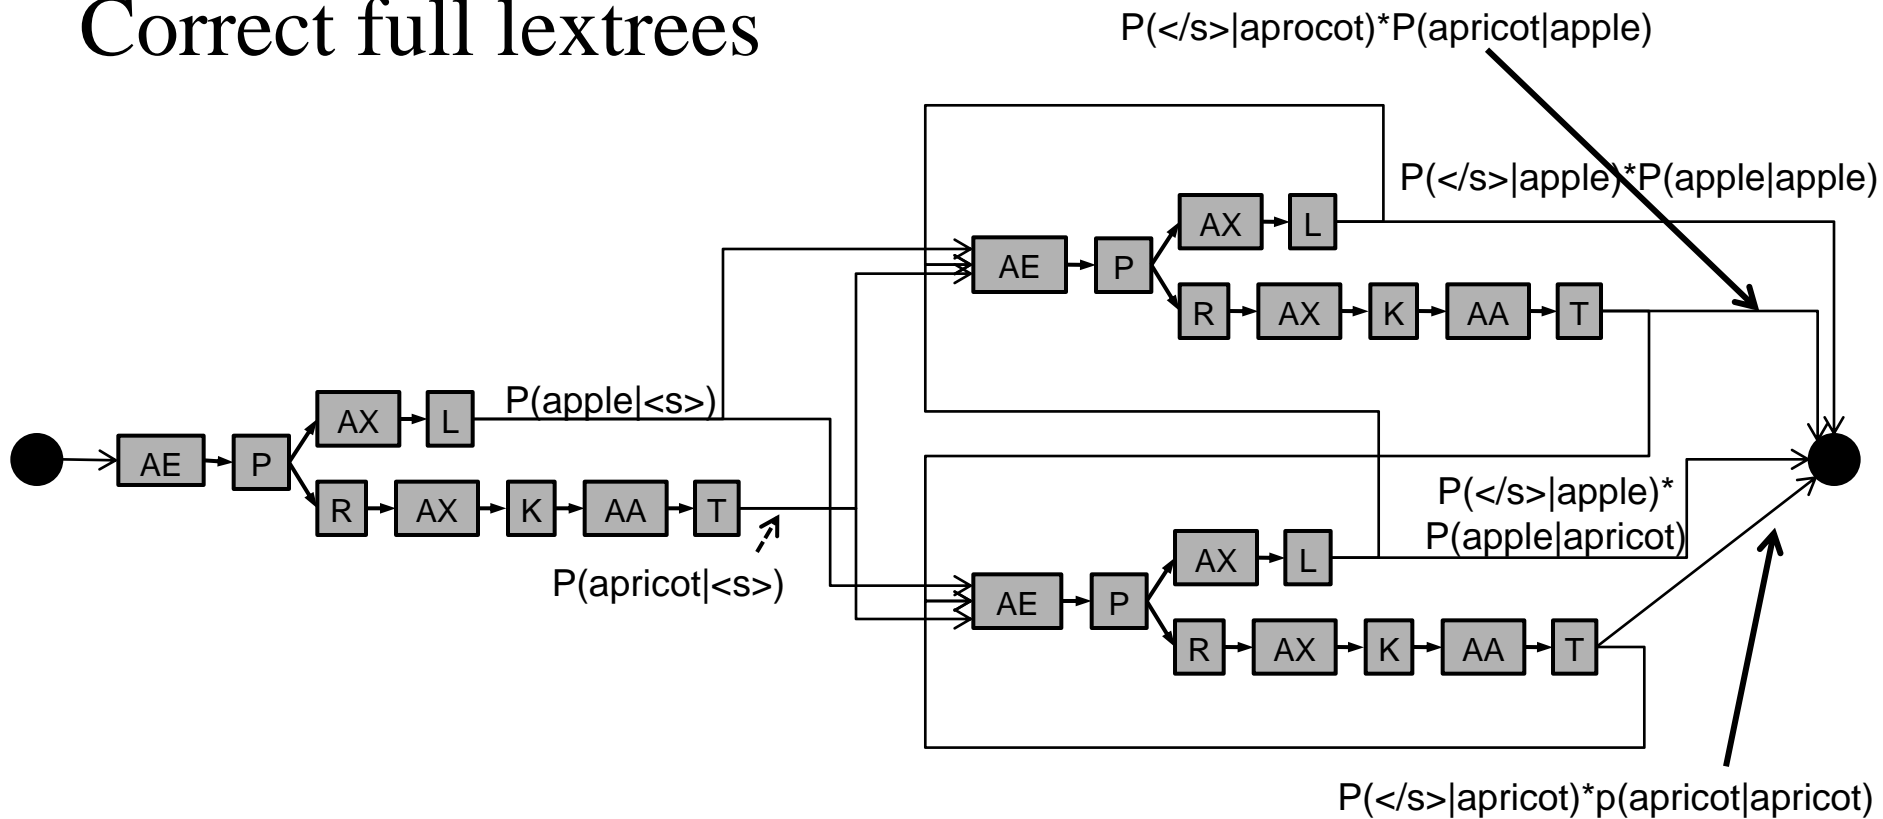 Correct full lextrees
P(</s>|aprocot)*P(apricot|apple)
P(</s>|apple)*P(apple|apple)
AX L
AE P
R AX K AA T
P(apple|<s>)
AX L
AE P
R AX K AA T
P(apricot|<s>)
P(</s>|apple)*
P(apple|apricot)
AX L
AE P
R AX K AA T
P(</s>|apricot)*p(apricot|apricot)